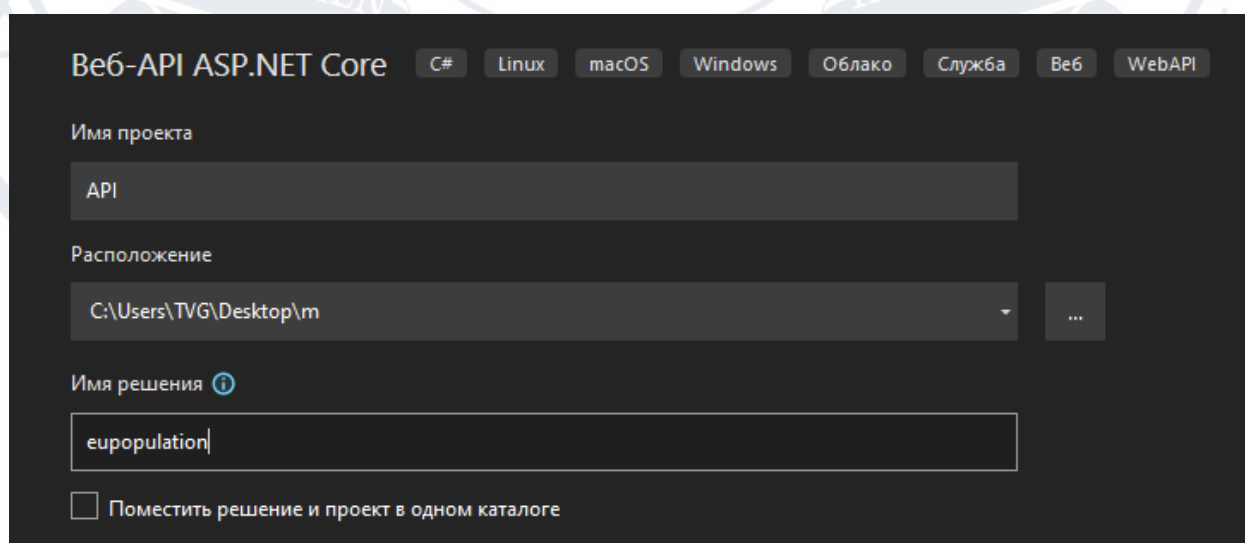 Веб-API ASP.NET Core C# Linux macOS Windows Облако Служба Веб WebAPI
Имя проекта
API
Расположение
C:\Users\TVG\Desktop\m
...
Имя решения
eupopulation
Поместить решение и проект в одном каталоге